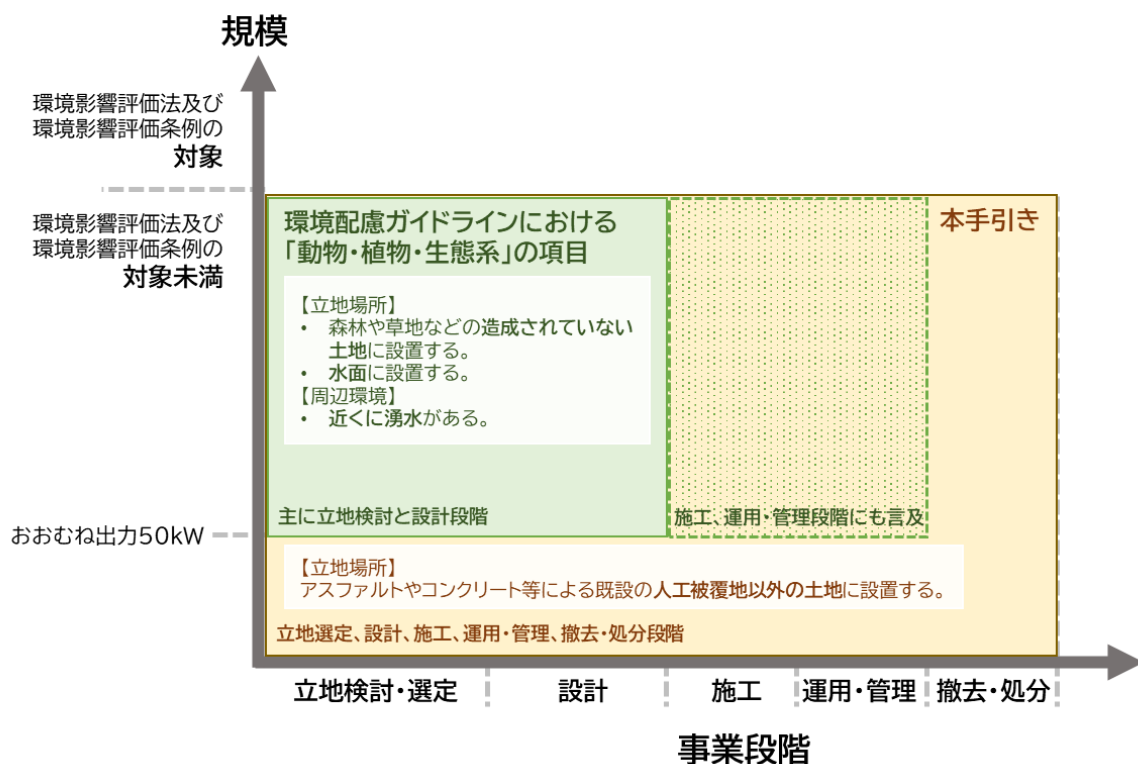 規模
環境影響評価法及び
環境影響評価条例の
対象
環境影響評価法及び
環境影響評価条例の
対象未満
おおむね出力50kW
環境配慮ガイドラインにおける
「動物・植物・生態系」の項目
【立地場所】
• 森林や草地などの造成されていない
土地に設置する。
• 水面に設置する。
【周辺環境】
• 近くに湧水がある。
主に立地検討と設計段階
施工、運用・管理段階にも言及
本手引き
【立地場所】
アスファルトやコンクリート等による既設の人工被覆地以外の土地に設置する。
立地選定、設計、施工、運用・管理、撤去・処分段階
立地検討・選定
設計
施工
運用・管理
撤去・処分
事業段階